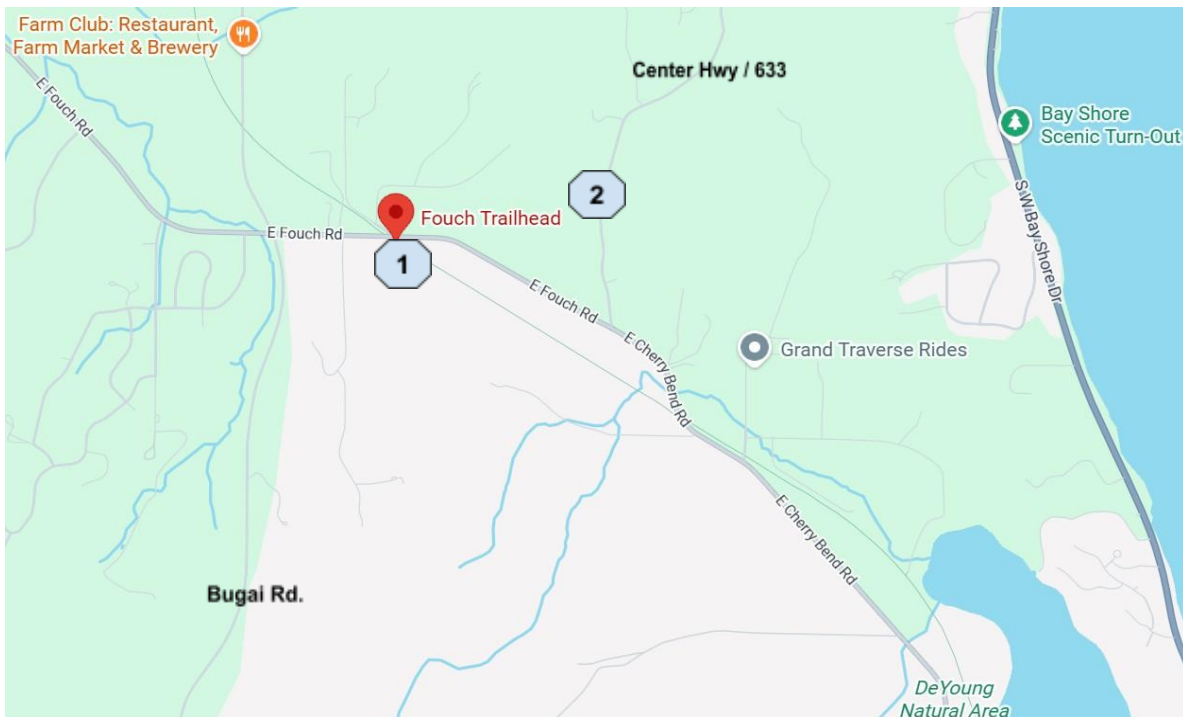 Farm Club: Restaurant,
Farm Market & Brewery
Center Hwy / 633
E Fouch Rd
Bay Shore
Scenic Turn-Out
2
S W Bay Shore Dr
Fouch Trailhead
E Fouch Rd
1
E Fouch Rd
E Cherry Bend Rd
Grand Traverse Rides
E Cherry Bend Rd
Bugai Rd.
DeYoung
Natural Area